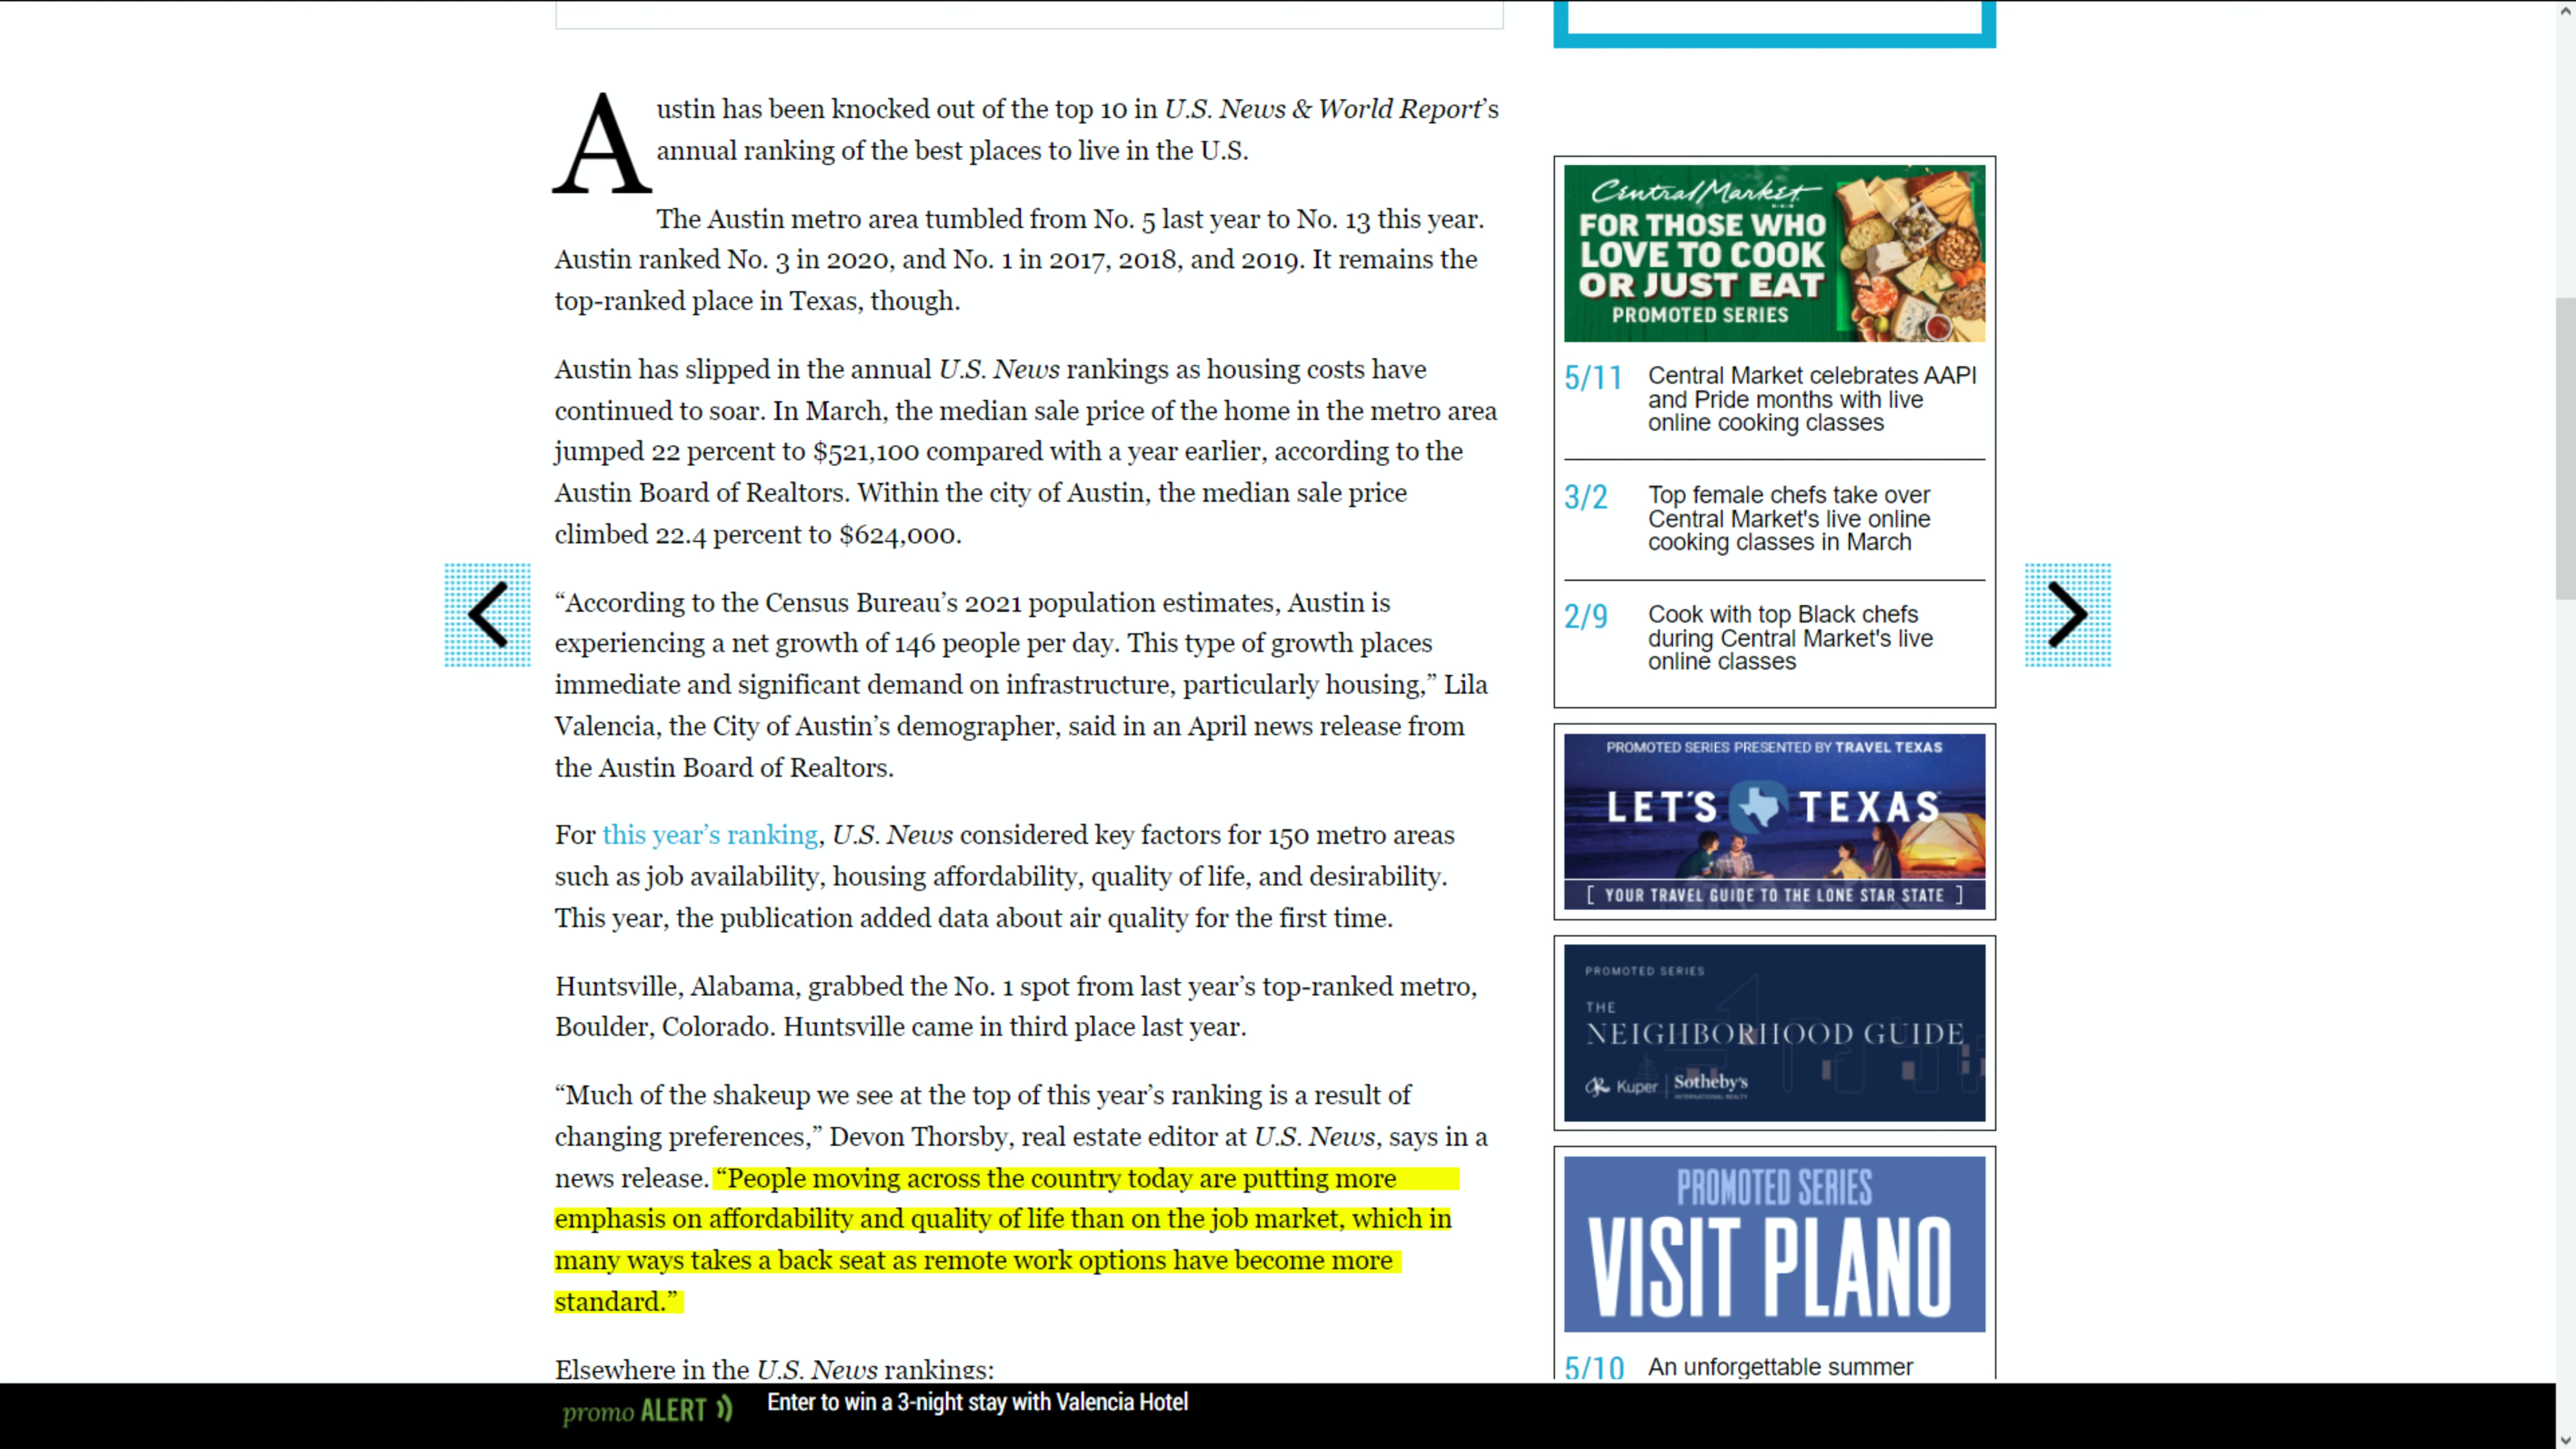 Austin has been knocked out of the top 10 in U.S. News & World Report's
annual ranking of the best places to live in the U.S.
The Austin metro area tumbled from No. 5 last year to No. 13 this year.
Austin ranked No. 3 in 2020, and No. 1 in 2017, 2018, and 2019. It remains the
top-ranked place in Texas, though.
Austin has slipped in the annual U.S. News rankings as housing costs have
continued to soar. In March, the median sale price of the home in the metro area
jumped 22 percent to $521,100 compared with a year earlier, according to the
Austin Board of Realtors. Within the city of Austin, the median sale price
climbed 22.4 percent to $624,000.
“According to the Census Bureau’s 2021 population estimates, Austin is
experiencing a net growth of 146 people per day. This type of growth places
immediate and significant demand on infrastructure, particularly housing,” Lila
Valencia, the City of Austin’s demographer, said in an April news release from
the Austin Board of Realtors.
For this year’s ranking, U.S. News considered key factors for 150 metro areas
such as job availability, housing affordability, quality of life, and desirability.
This year, the publication added data about air quality for the first time.
Huntsville, Alabama, grabbed the No. 1 spot from last year’s top-ranked metro,
Boulder, Colorado. Huntsville came in third place last year.
“Much of the shakeup we see at the top of this year’s ranking is a result of
changing preferences,” Devon Thorsby, real estate editor at U.S. News, says in a
news release. “People moving across the country today are putting more
emphasis on affordability and quality of life than on the job market, which in
many ways takes a back seat as remote work options have become more
standard.”
Elsewhere in the U.S. News rankings:
Central Market
FOR THOSE WHO
LOVE TO COOK
OR JUST EAT
PROMOTED SERIES
5/11 Central Market celebrates AAPI
and Pride months with live
online cooking classes
3/2 Top female chefs take over
Central Market's live online
cooking classes in March
2/9 Cook with top Black chefs
during Central Market's live
online classes
PROMOTED SERIES PRESENTED BY TRAVEL TEXAS
LET'S TEXAS
[ YOUR TRAVEL GUIDE TO THE LONE STAR STATE ]
PROMOTED SERIES
THE
NEIGHBORHOOD GUIDE
Kuper Sotheby's
INTERNATIONAL REALTY
PROMOTED SERIES
VISIT PLANO
5/10 An unforgettable summer
promo ALERT Enter to win a 3-night stay with Valencia Hotel